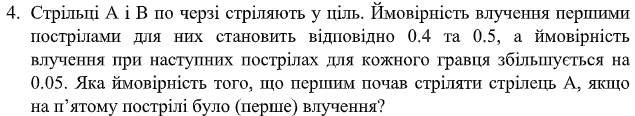 4. Стрільці А і В по черзі стріляють у ціль. Ймовірність влучення першими
пострілами для них становить відповідно 0.4 та 0.5, а ймовірність
влучення при наступних пострілах для кожного гравця збільшується на
0.05. Яка ймовірність того, що першим почав стріляти стрілець А, якщо
на п’ятому пострілі було (перше) влучення?